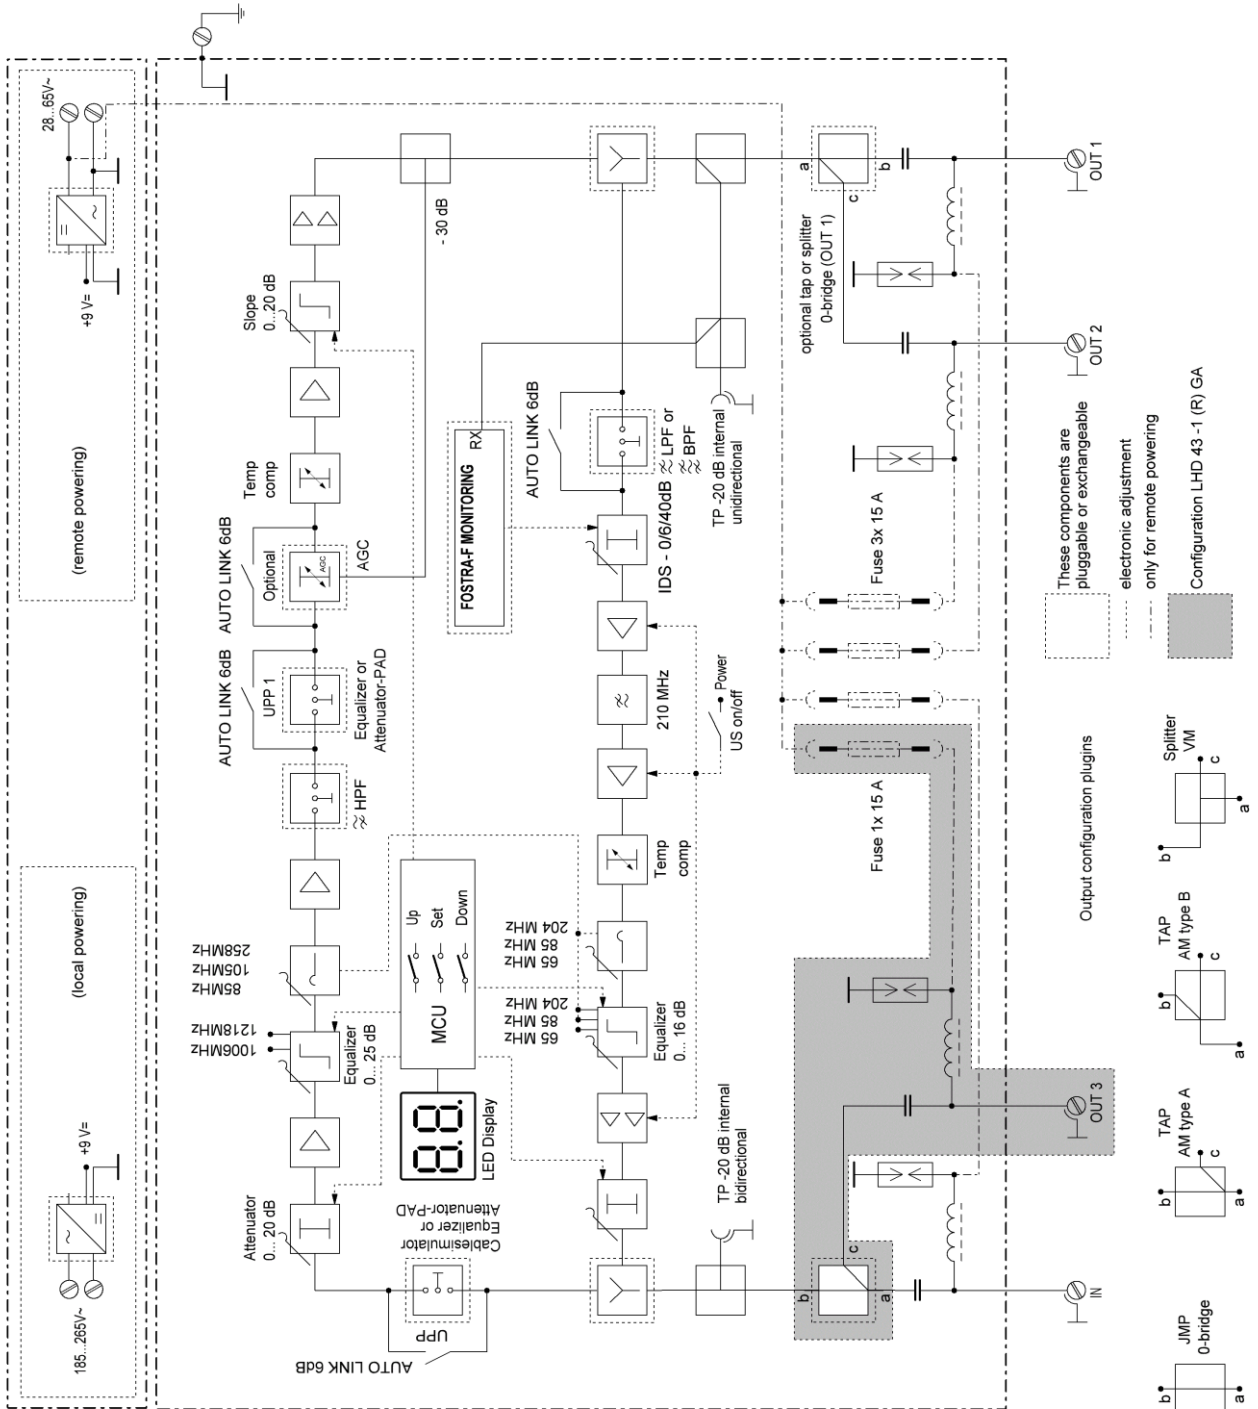 185...265V~
+9 V=
(local powering)
(remote powering)
+9 V=
28...65V~
Attenuator
0... 20 dB
Equalizer
0... 25 dB
1006MHz
1218MHz
85MHz
105MHz
258MHz
HPF
AUTO LINK 6dB
UPP 1
Equalizer or
Attenuator-PAD
AUTO LINK 6dB
Optional
AGC
AGC
Temp
comp
Slope
0...20 dB
- 30 dB
AUTO LINK 6dB
UPP
Cablesimulator
Equalizer or
Attenuator-PAD
LED Display
8.8.
MCU
Up
Set
Down
FOSTRA-F MONITORING
RX
Equalizer
0... 16 dB
65 MHz
85 MHz
204 MHz
65 MHz
85 MHz
204 MHz
Temp
comp
210 MHz
IDS - 0/6/40dB
AUTO LINK 6dB
LPF or
BPF
US on/off
Power
TP -20 dB internal
bidirectional
TP -20 dB internal
unidirectional
optional tap or splitter
0-bridge (OUT 1)
a
b
c
b
a
c
Fuse 1x 15 A
Fuse 3x 15 A
IN
OUT 3
OUT 2
OUT 1
JMP
0-bridge
b
a
TAP
AM type A
b
c
a
TAP
AM type B
b
c
a
Splitter
VM
b
c
a
Output configuration plugins
These components are
pluggable or exchangeable
electronic adjustment
only for remote powering
Configuration LHD 43 -1 (R) GA